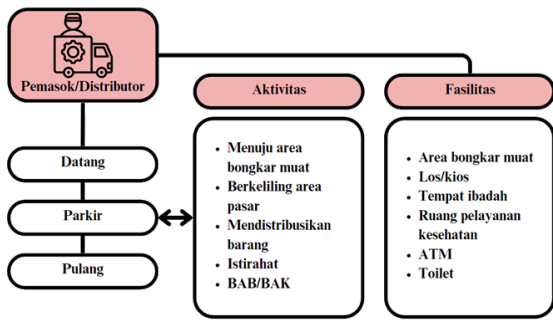 Pemasok/Distributor
Datang
Parkir
Pulang
Aktivitas
• Menuju area
bongkar muat
• Berkeliling area
pasar
• Mendistribusikan
barang
• Istirahat
• BAB/BAK
Fasilitas
• Area bongkar muat
• Los/kios
• Tempat ibadah
• Ruang pelayanan
kesehatan
• ATM
• Toilet